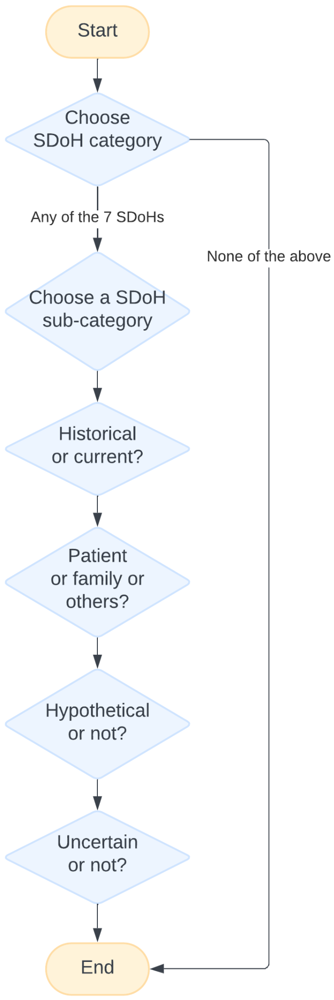 Start
Choose
SDoH category
Any of the 7 SDoHs
None of the above
Choose a SDoH
sub-category
Historical
or current?
Patient
or family or
others?
Hypothetical
or not?
Uncertain
or not?
End